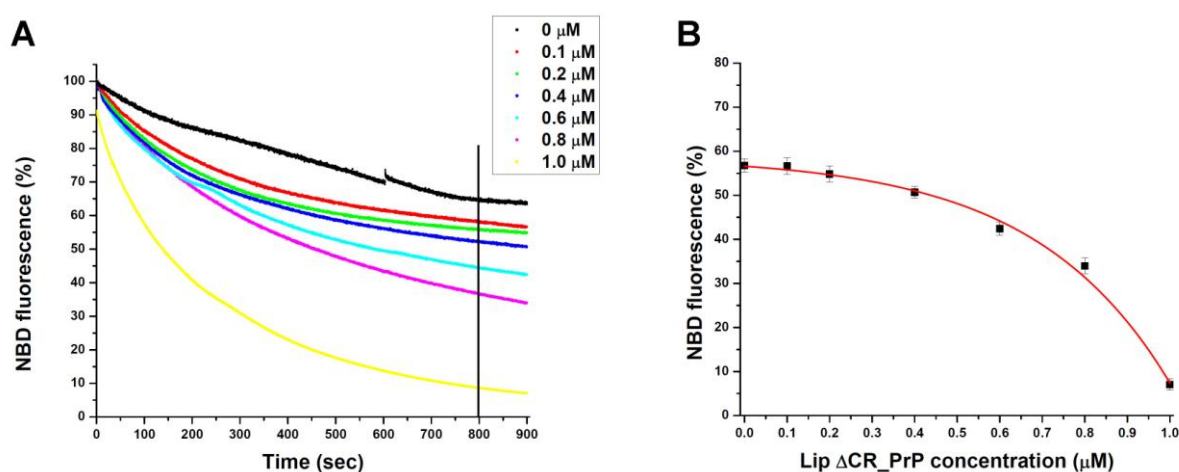 A
0 μM
0.1 μM
0.2 μM
0.4 μM
0.6 μM
0.8 μM
1.0 μM
NBD fluorescence (%)
100
90
80
70
60
50
40
30
20
10
0
0 100 200 300 400 500 600 700 800 900
Time (sec)
B
NBD fluorescence (%)
80
70
60
50
40
30
20
10
0
0.0 0.1 0.2 0.3 0.4 0.5 0.6 0.7 0.8 0.9 1.0
Lip ΔCR_PrP concentration (μM)